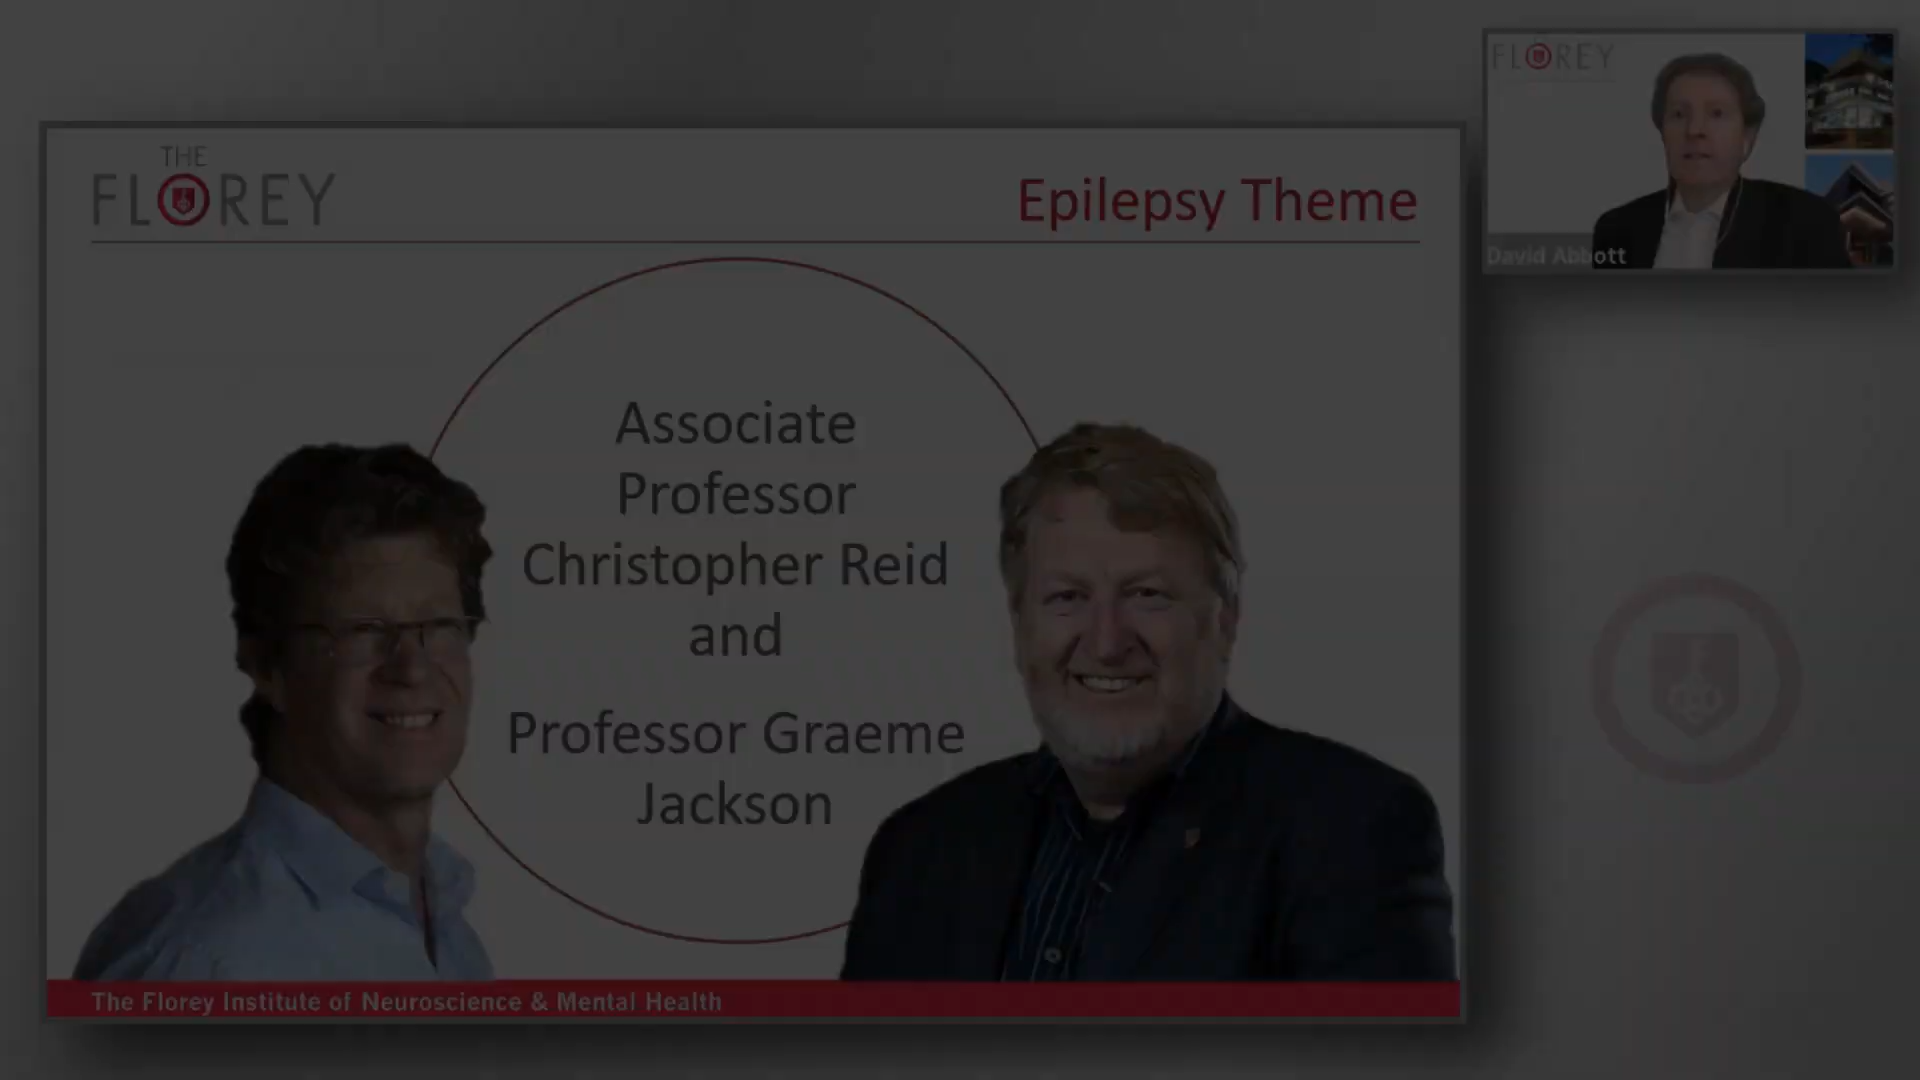 THE
FLOREY
Epilepsy Theme
Associate
Professor
Christopher Reid
and
Professor Graeme
Jackson
The Florey Institute of Neuroscience & Mental Health
FLOREY
David Abbott